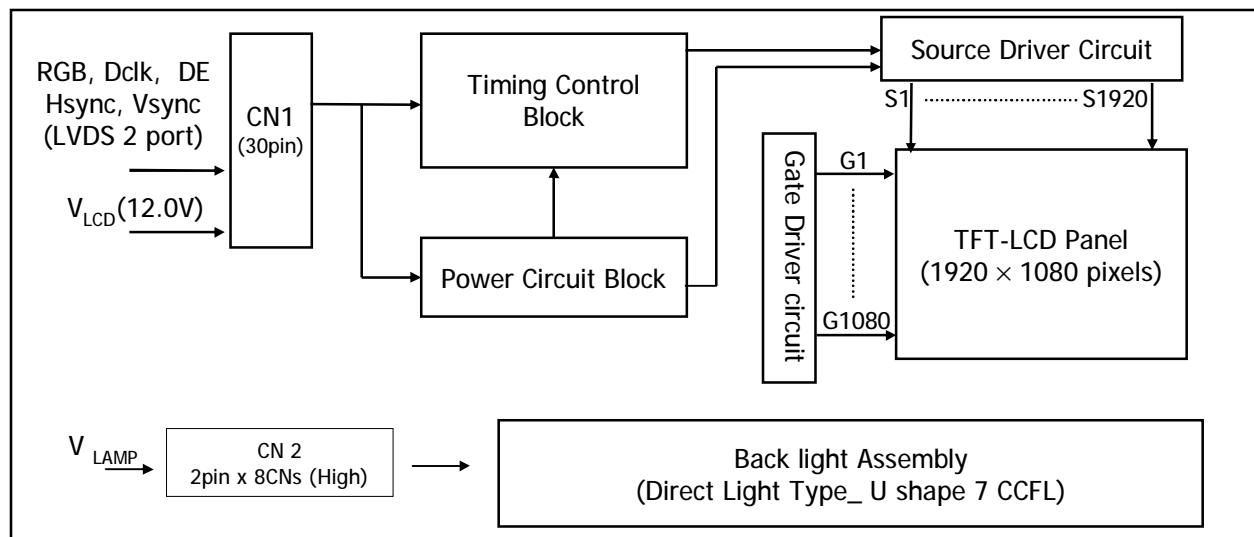 RGB, Dclk, DE
Hsync, Vsync
(LVDS 2 port)
V LCD (12.0V)
CN1
(30pin)
Timing Control
Block
Power Circuit Block
Source Driver Circuit
S1
S1920
Gate Driver circuit
G1
G1080
TFT-LCD Panel
(1920 × 1080 pixels)
V LAMP
CN 2
2pin x 8CNs (High)
Back light Assembly
(Direct Light Type_ U shape 7 CCFL)